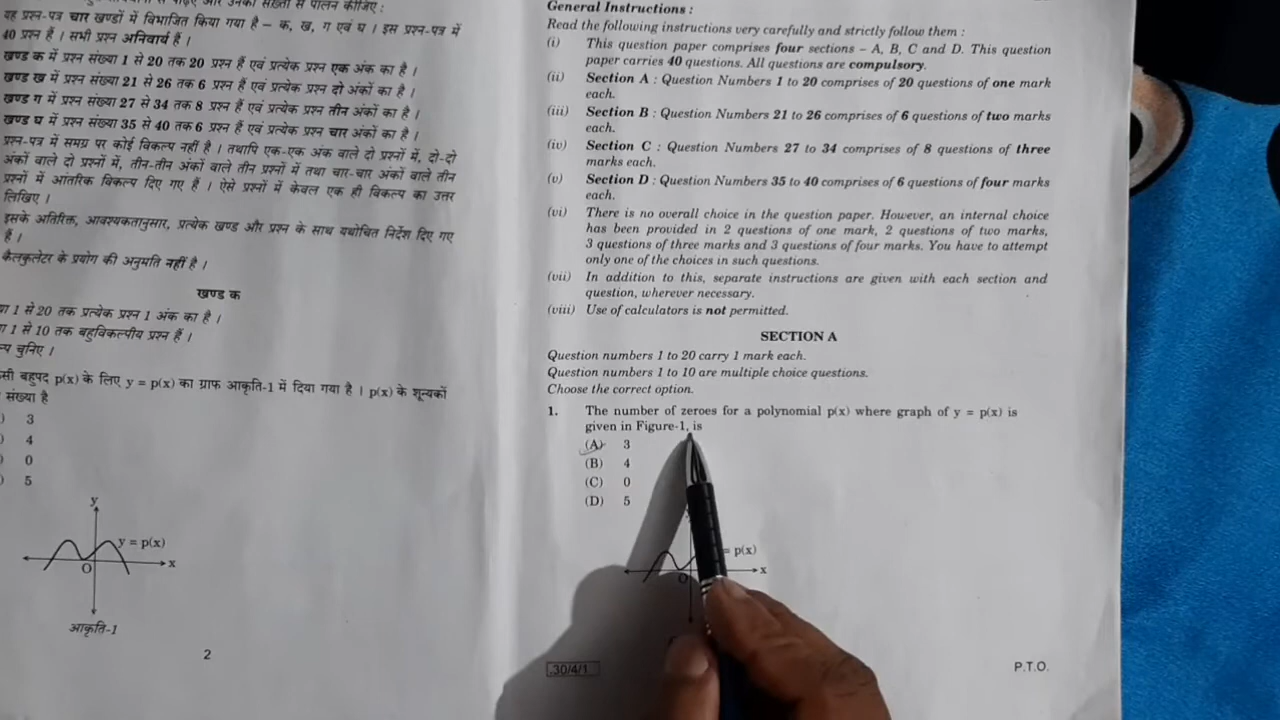 यह प्रश्न-पत्र चार खण्डों में विभाजित किया गया है – क, ख, ग एवं घ । इस प्रश्न-पत्र में
40 प्रश्न हैं । सभी प्रश्न अनिवार्य हैं ।
खण्ड क में प्रश्न संख्या 1 से 20 तक 20 प्रश्न हैं एवं प्रत्येक प्रश्न एक अंक का है ।
खण्ड ख में प्रश्न संख्या 21 से 26 तक 6 प्रश्न हैं एवं प्रत्येक प्रश्न दो अंकों का है ।
खण्ड ग में प्रश्न संख्या 27 से 34 तक 8 प्रश्न हैं एवं प्रत्येक प्रश्न तीन अंकों का है ।
खण्ड घ में प्रश्न संख्या 35 से 40 तक 6 प्रश्न हैं एवं प्रत्येक प्रश्न चार अंकों का है ।
प्रश्न-पत्र में समग्र पर कोई विकल्प नहीं है । तथापि एक-एक अंक वाले दो प्रश्नों में, दो-दो
अंकों वाले दो प्रश्नों में, तीन-तीन अंकों वाले तीन प्रश्नों में तथा चार-चार अंकों वाले तीन
प्रश्नों में आंतरिक विकल्प दिए गए हैं । ऐसे प्रश्नों में केवल एक ही विकल्प का उत्तर
लिखिए ।
इसके अतिरिक्त, आवश्यकतानुसार, प्रत्येक खण्ड और प्रश्न के साथ यथोचित निर्देश दिए गए
हैं ।
कैलकुलेटर के प्रयोग की अनुमति नहीं है ।
खण्ड क
1 से 20 तक प्रत्येक प्रश्न 1 अंक का है ।
1 से 10 तक बहुविकल्पीय प्रश्न हैं ।
चुनिए ।
बहुपद p(x) के लिए y = p(x) का ग्राफ आकृति-1 में दिया गया है । p(x) के शून्यकों
संख्या है
) 3
) 4
) 0
) 5
y
y = p(x)
x
O
आकृति-1
2
General Instructions :
Read the following instructions very carefully and strictly follow them :
(i) This question paper comprises four sections – A, B, C and D. This question
paper carries 40 questions. All questions are compulsory.
(ii) Section A : Question Numbers 1 to 20 comprises of 20 questions of one mark
each.
(iii) Section B : Question Numbers 21 to 26 comprises of 6 questions of two marks
each.
(iv) Section C : Question Numbers 27 to 34 comprises of 8 questions of three
marks each.
(v) Section D : Question Numbers 35 to 40 comprises of 6 questions of four marks
each.
(vi) There is no overall choice in the question paper. However, an internal choice
has been provided in 2 questions of one mark, 2 questions of two marks,
3 questions of three marks and 3 questions of four marks. You have to attempt
only one of the choices in such questions.
(vii) In addition to this, separate instructions are given with each section and
question, wherever necessary.
(viii) Use of calculators is not permitted.
SECTION A
Question numbers 1 to 20 carry 1 mark each.
Question numbers 1 to 10 are multiple choice questions.
Choose the correct option.
1. The number of zeroes for a polynomial p(x) where graph of y = p(x) is
given in Figure-1, is
(A) 3
(B) 4
(C) 0
(D) 5
= p(x)
x
O
.30/4/1
P.T.O.